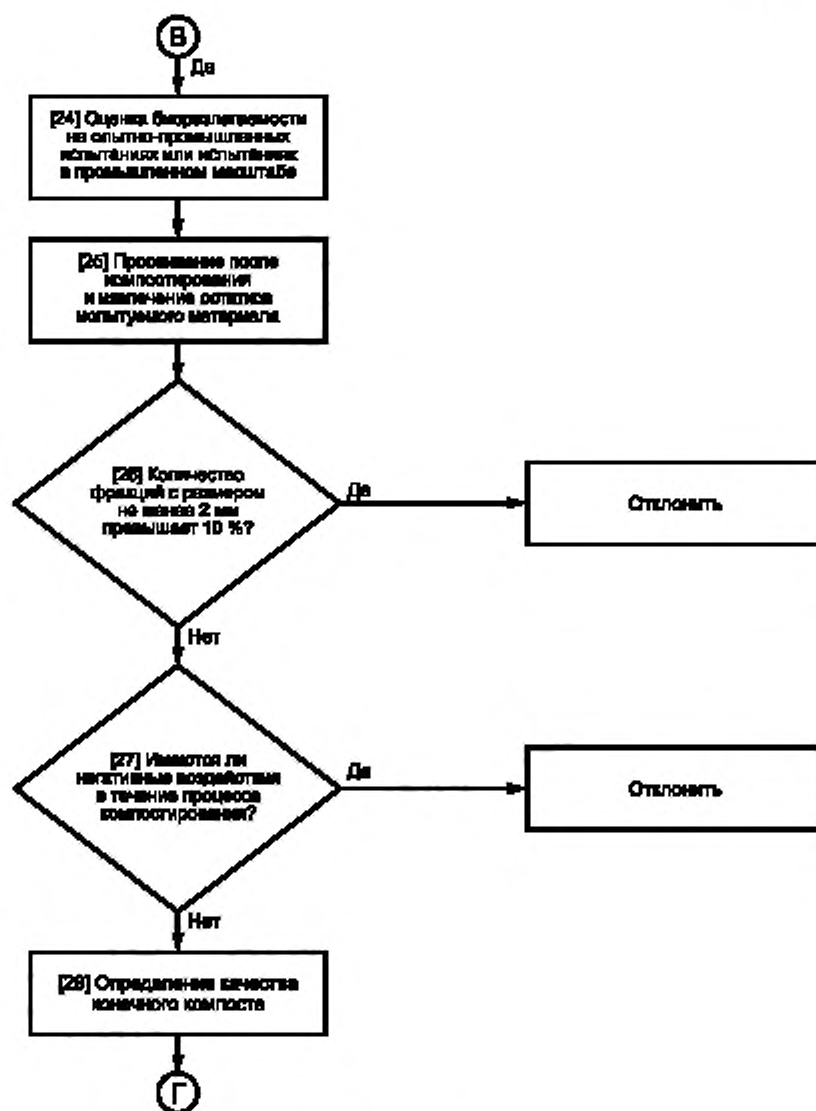 В
Да
[24] Оценка биоразлагаемости
на опытно-промышленных
испытаниях или испытаниях
в промышленном масштабе
[25] Просеивание после
компостирования
и извлечение остатков
испытуемого материала
[26] Количество
фракций с размером
не менее 2 мм
превышает 10 %?
Да
Отклонить
Нет
[27] Имеются ли
негативные воздействия
в течение процесса
компостирования?
Да
Отклонить
Нет
[28] Определение качества
конечного компоста
Г